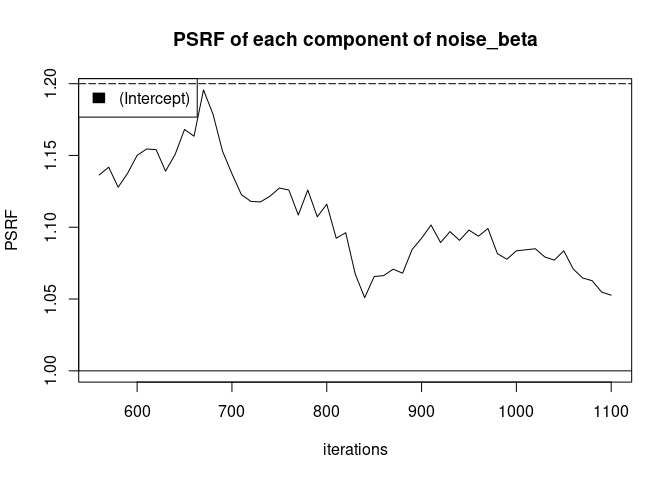 PSRF of each component of noise_beta
(Intercept)
PSRF
1.20
1.15
1.10
1.05
1.00
600 700 800 900 1000 1100
iterations